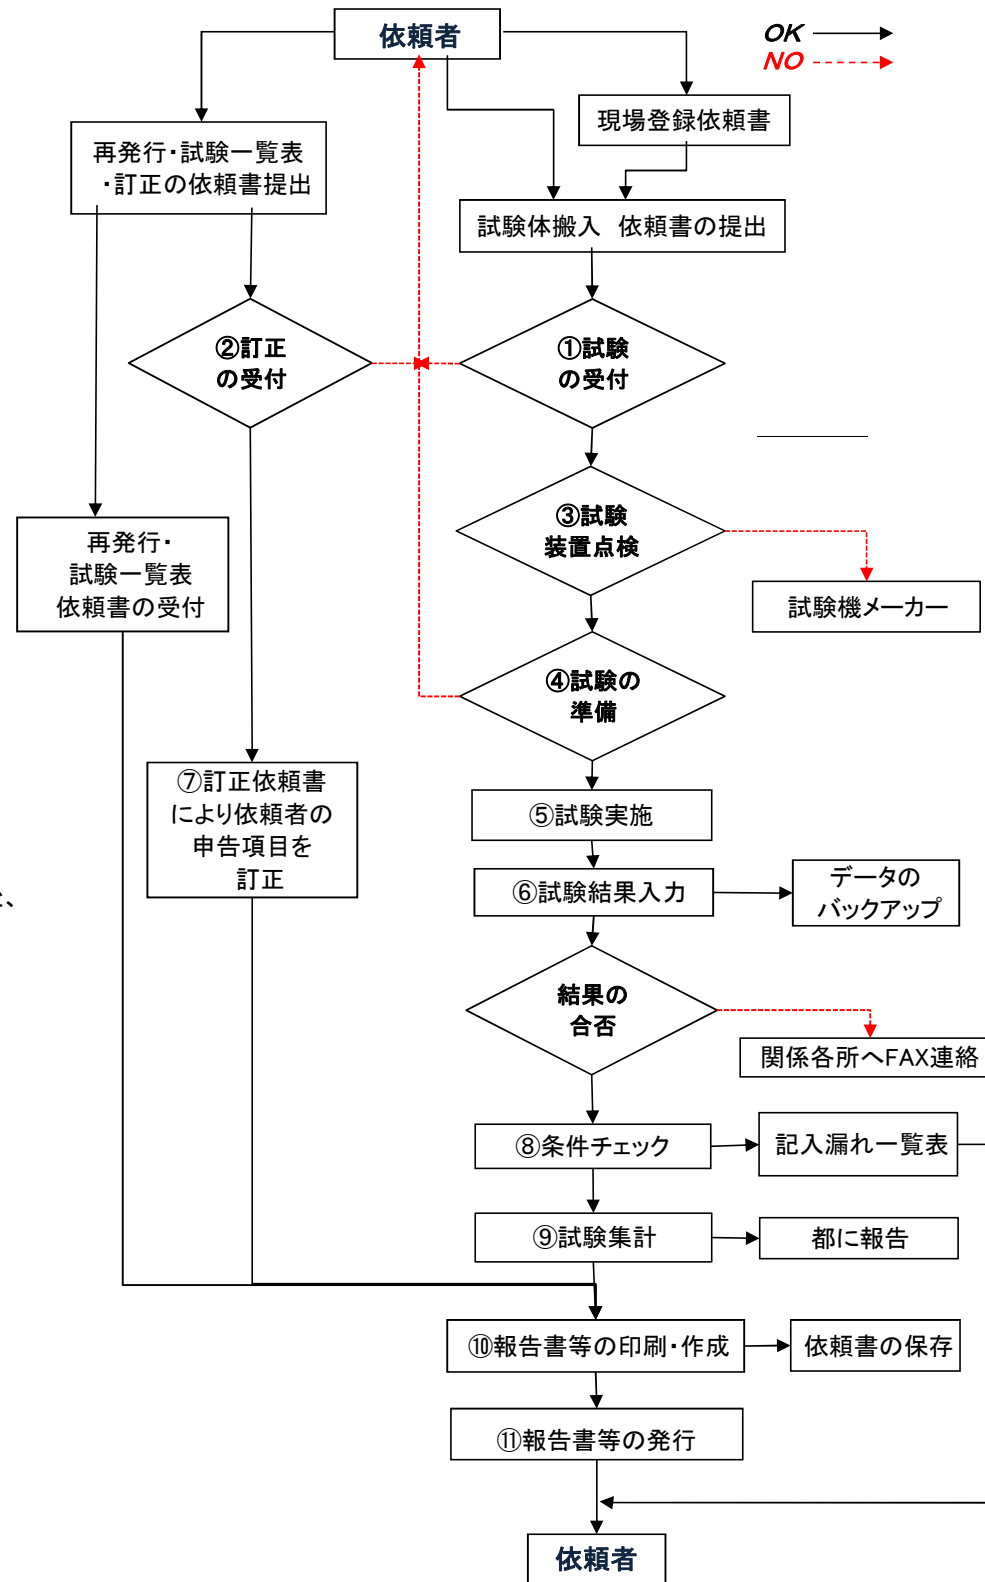 依頼者
OK
NO
現場登録依頼書
再発行・試験一覧表
・訂正の依頼書提出
試験体搬入 依頼書の提出
②訂正
の受付
①試験
の受付
③試験
装置点検
再発行・
試験一覧表
依頼書の受付
試験機メーカー
④試験の
準備
⑦訂正依頼書
により依頼者の
申告項目を
訂正
⑤試験実施
⑥試験結果入力
データの
バックアップ
結果の
合否
関係各所へFAX連絡
⑧条件チェック
記入漏れ一覧表
⑨試験集計
都に報告
⑩報告書等の印刷・作成
依頼書の保存
⑪報告書等の発行
依頼者